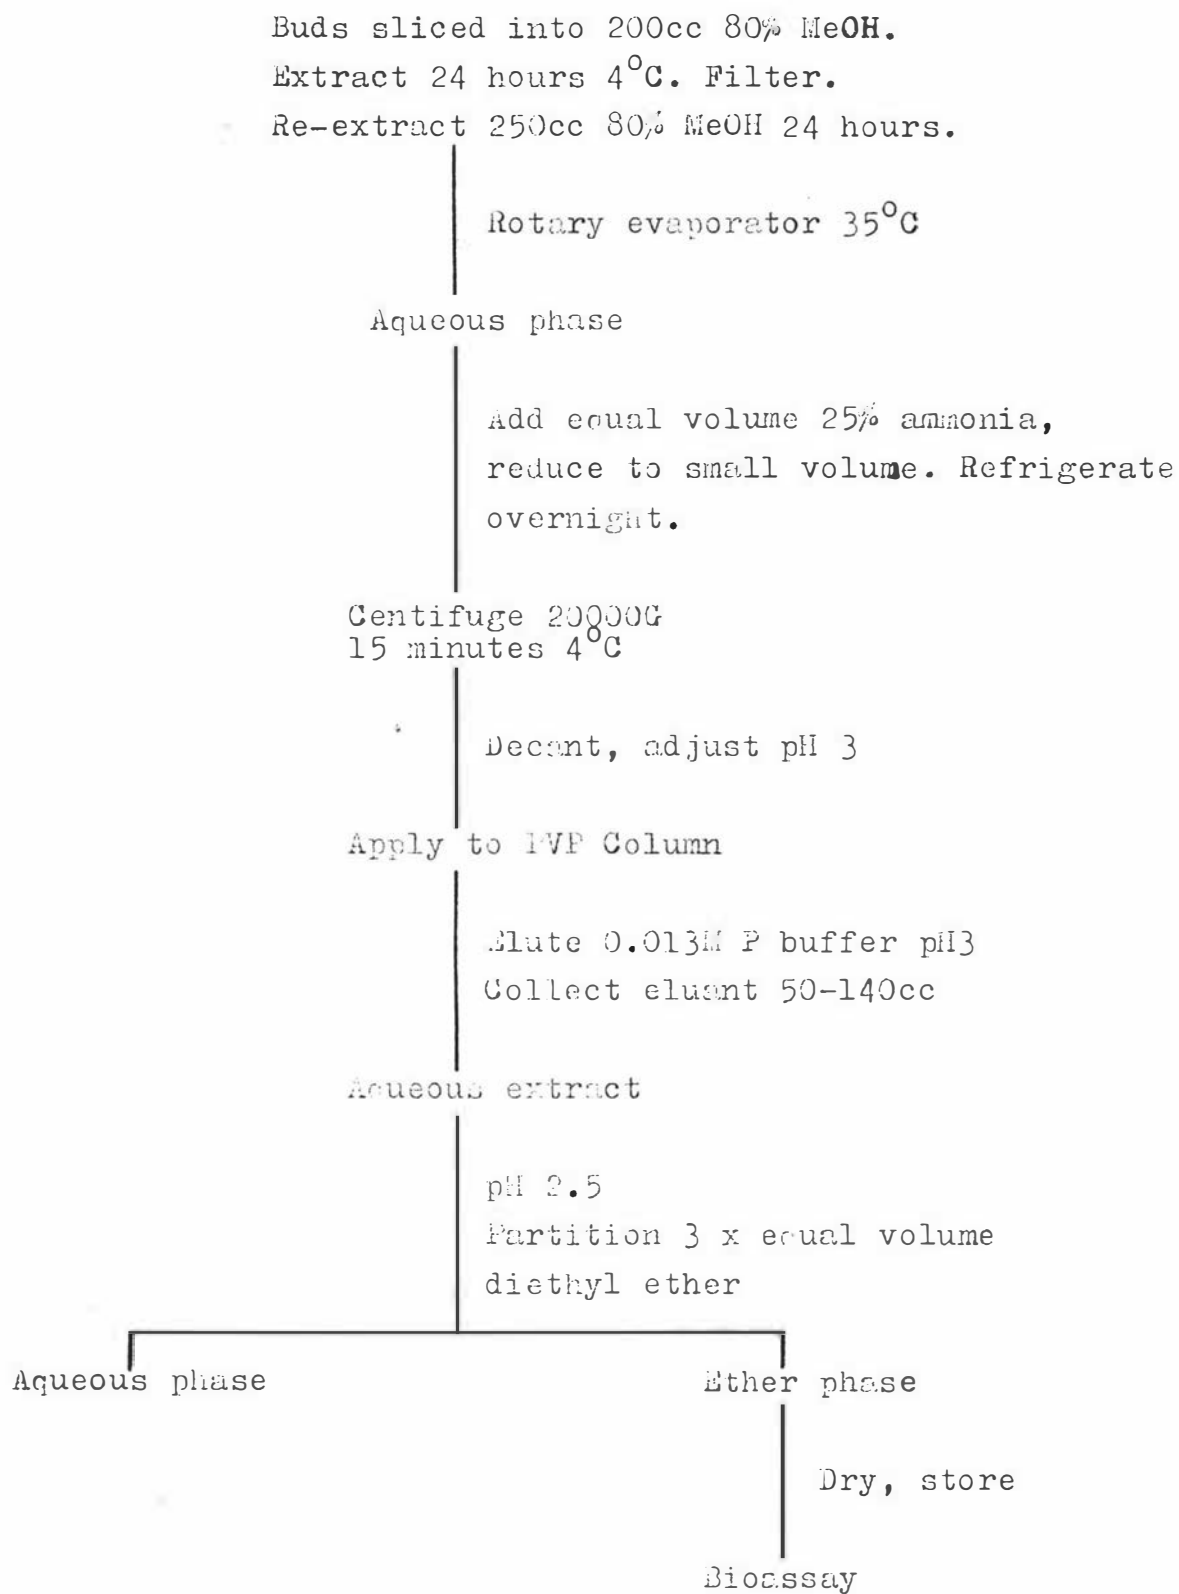 Buds sliced into 200cc 80% MeOH.
Extract 24 hours 4°C. Filter.
Re-extract 250cc 80% MeOH 24 hours.
Rotary evaporator 35°C
Aqueous phase
Add equal volume 25% ammonia,
reduce to small volume. Refrigerate
overnight.
Centifuge 20000G
15 minutes 4°C
Decant, adjust pH 3
Apply to PVP Column
Elute 0.013M P buffer pH3
Collect eluant 50-140cc
Aqueous extract
pH 2.5
Partition 3 x equal volume
diethyl ether
Aqueous phase
Ether phase
Dry, store
Bioassay